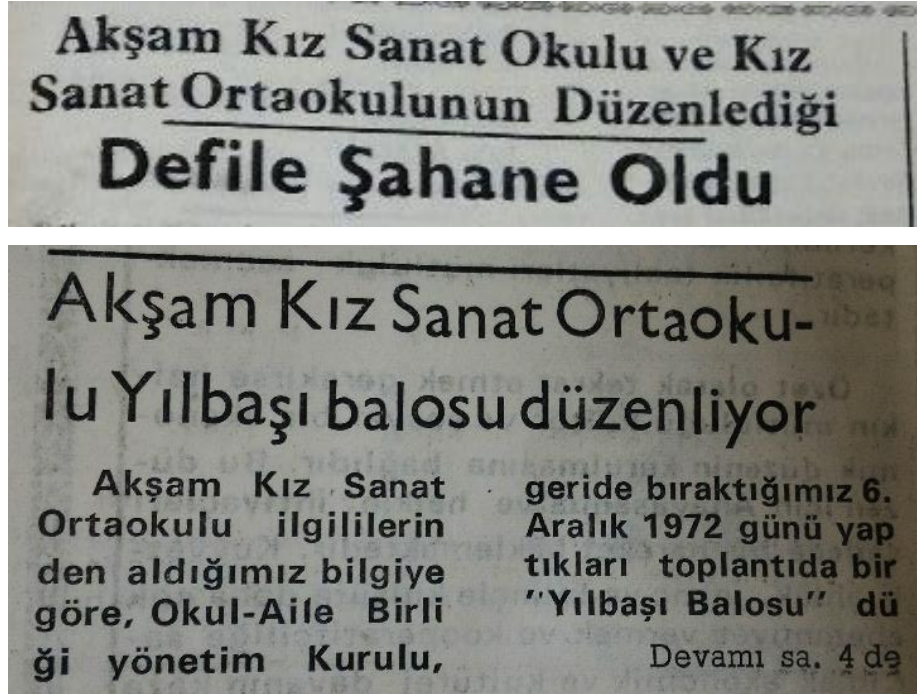 Akşam Kız Sanat Okulu ve Kız
Sanat Ortaokulunun Düzenlediği
Defile Şahane Oldu
Akşam Kız Sanat Ortaoku-
lu Yılbaşı balosu düzenliyor
Akşam Kız Sanat
Ortaokulu ilgililerin
den aldığımız bilgiye
göre, Okul-Aile Birli
ği yönetim Kurulu,
geride bıraktığımız 6.
Aralık 1972 günü yap
tıkları toplantıda bir
"Yılbaşı Balosu" dü
Devamı sa. 4 de